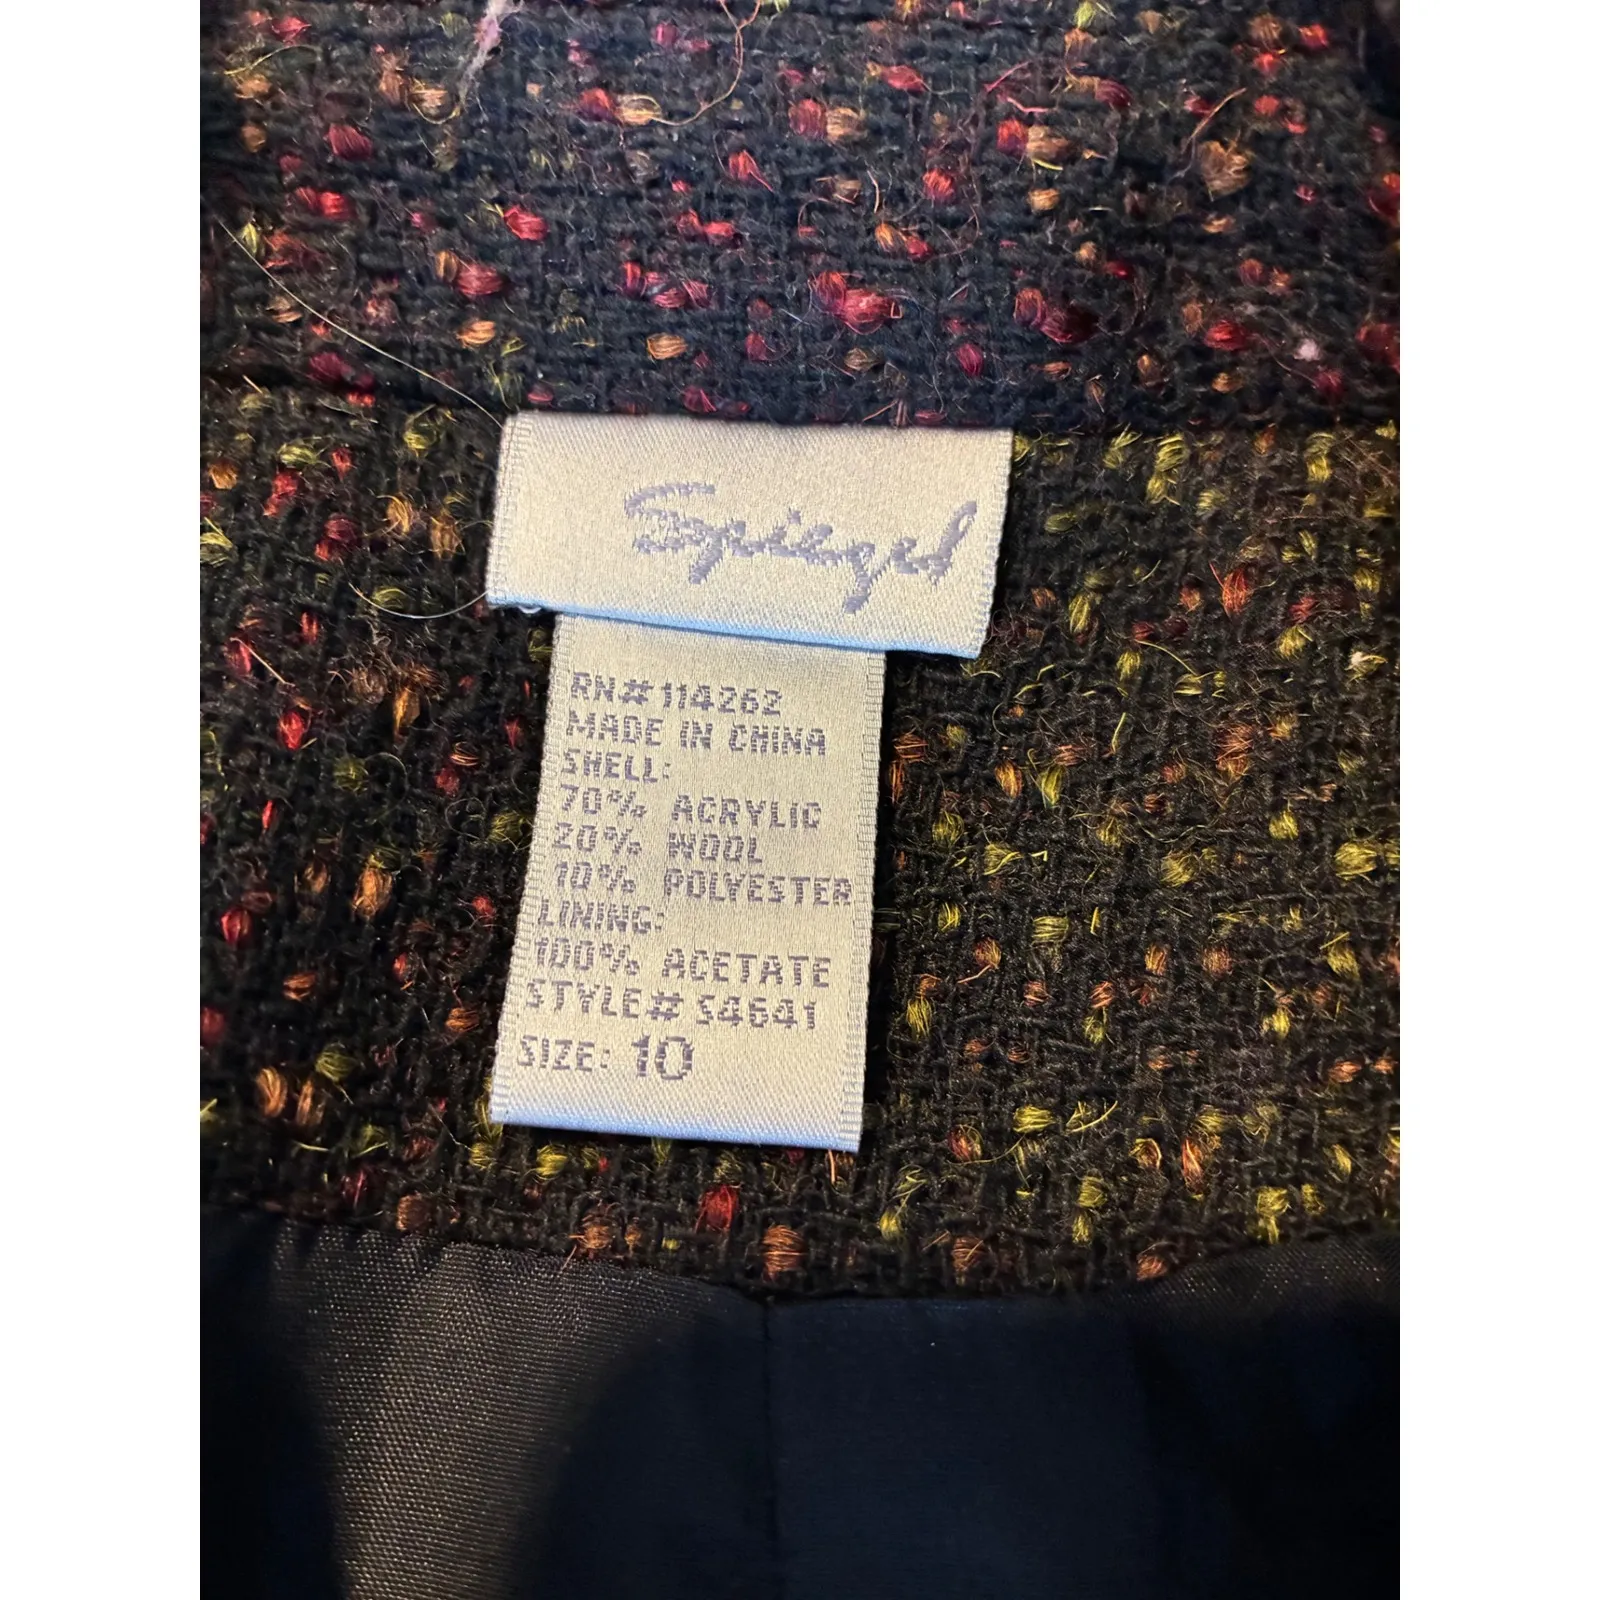 Spiegel
RN#114262
MADE IN CHINA
SHELL:
70% ACRYLIC
20% WOOL
10% POLYESTER
LINING:
100% ACETATE
STYLE# S4641
SIZE: 10